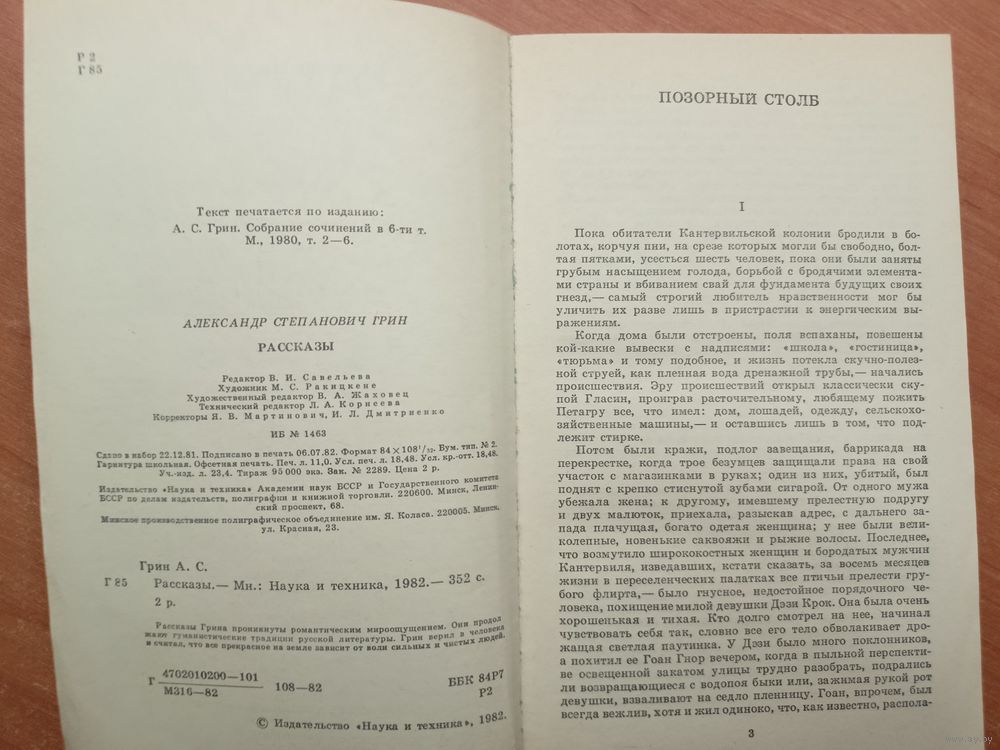 Р 2
Г 85
Текст печатается по изданию:
А. С. Грин. Собрание сочинений в 6-ти т.
М., 1980, т. 2—6.
АЛЕКСАНДР СТЕПАНОВИЧ ГРИН
РАССКАЗЫ
Редактор В. И. Савельева
Художник М. С. Ракицкене
Художественный редактор В. А. Жаховец
Технический редактор Л. А. Корнеева
Корректоры Я. В. Мартинович, И. Л. Дмитриенко
ИБ № 1463
Сдано в набор 22.12.81. Подписано в печать 06.07.82. Формат 84×108¹/₃₂. Бум. тип. № 2.
Гарнитура школьная. Офсетная печать. Печ. л. 11,0. Усл. печ. л. 18,48. Усл. кр.-отт. 18,48.
Уч.-изд. л. 23,4. Тираж 95 000 экз. Зак. № 2289. Цена 2 р.
Издательство «Наука и техника» Академии наук БССР и Государственного комитета
БССР по делам издательств, полиграфии и книжной торговли. 220600. Минск, Ленин-
ский проспект, 68.
Минское производственное полиграфическое объединение им. Я. Коласа. 220005. Минск,
ул. Красная, 23.
Грин А. С.
Г 85 Рассказы.— Мн.: Наука и техника, 1982.— 352 с.
2 р.
Рассказы Грина проникнуты романтическим мироощущением. Они продол
жают гуманистические традиции русской литературы. Грин верил в человека
и считал, что все прекрасное на земле зависит от воли сильных и чистых людей.
Г 4702010200—101
М316—82
108—82
ББК 84Р7
Р2
© Издательство «Наука и техника», 1982.
ПОЗОРНЫЙ СТОЛБ
I
Пока обитатели Кантервильской колонии бродили в бо-
лотах, корчуя пни, на срезе которых могли бы свободно, бол-
тая пятками, усесться шесть человек, пока они были заняты
грубым насыщением голода, борьбой с бродячими элемента-
ми страны и вбиванием свай для фундамента будущих своих
гнезд,— самый строгий любитель нравственности мог бы
уличить их разве лишь в пристрастии к энергическим вы-
ражениям.
Когда дома были отстроены, поля вспаханы, повешены
кой-какие вывески с надписями: «школа», «гостиница»,
«тюрьма» и тому подобное, и жизнь потекла скучно-полез-
ной струей, как пленная вода дренажной трубы,— начались
происшествия. Эру происшествий открыл классически ску-
пой Гласин, проиграв расточительному, любящему пожить
Петагру все, что имел: дом, лошадей, одежду, сельскохо-
зяйственные машины,— и оставшись лишь в том, что под-
лежит стирке.
Потом были кражи, подлог завещания, баррикада на
перекрестке, когда трое безумцев защищали права на свой
участок с магазинками в руках; один из них, убитый, был
поднят с крепко стиснутой зубами сигарой. От одного мужа
убежала жена; к другому, имевшему прелестную подругу
и двух малюток, приехала, разыскав адрес, с дальнего за-
пада плачущая, богато одетая женщина; у нее были вели-
колепные, новенькие саквояжи и рыжие волосы. Последнее,
что возмутило ширококостных женщин и бородатых мужчин
Кантервиля, изведавших, кстати сказать, за восемь месяцев
жизни в переселенческих палатках все птичьи прелести гру-
бого флирта,— было гнусное, недостойное порядочного че-
ловека, похищение милой девушки Дэзи Крок. Она была очень
хорошенькая и тихая. Кто долго смотрел на нее, начинал
чувствовать себя так, словно все его тело обволакивает дро-
жащая светлая паутинка. У Дэзи было много поклонников,
а похитил ее Гоан Гнор вечером, когда в пыльной перспекти-
ве освещенной закатом улицы трудно разобрать, подрались
ли возвращающиеся с водопоя быки или, зажимая рукой рот
девушки, взваливают на седло пленницу. Гоан, впрочем, был
всегда вежлив, хотя и жил одиноко, что, как известно, распола-
3